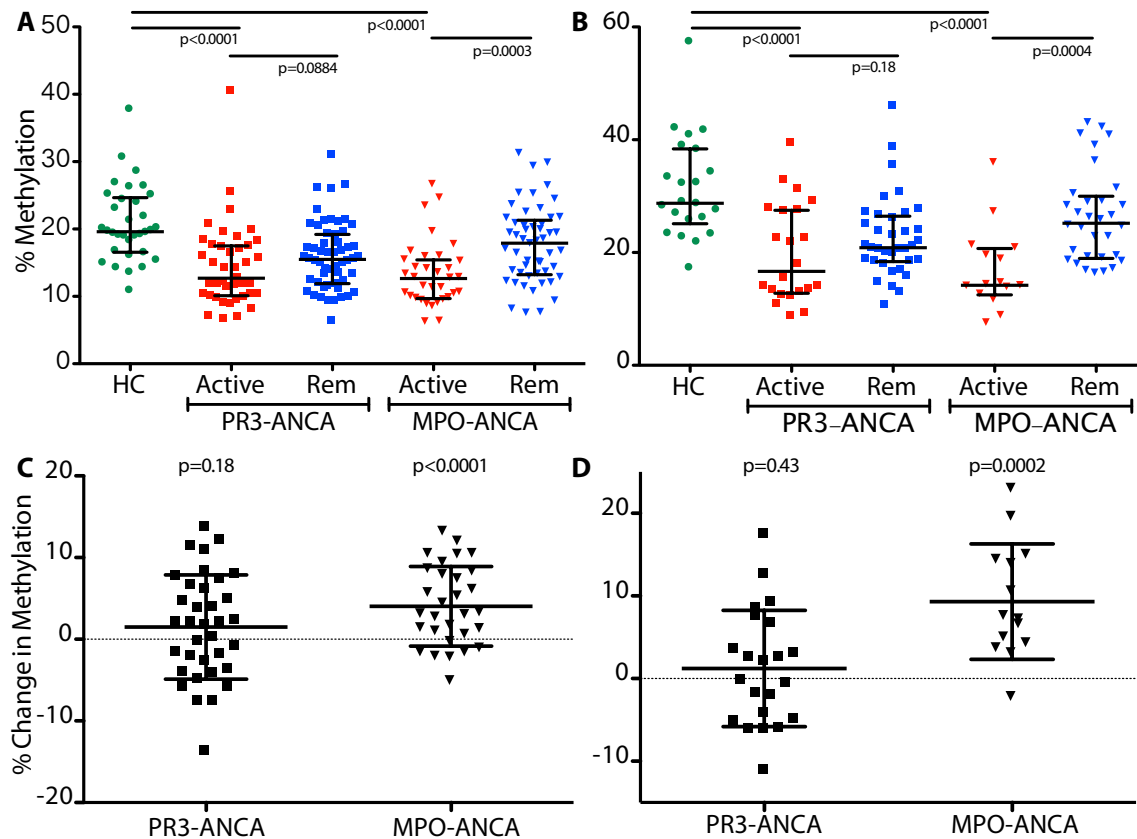 A
% Methylation
50
40
30
20
10
0
p<0.0001
p<0.0001
p=0.0884
p=0.0003
HC Active Rem Active Rem
PR3-ANCA MPO-ANCA
B
60
40
20
0
p<0.0001
p<0.0001
p=0.18
p=0.0004
HC Active Rem Active Rem
PR3–ANCA MPO–ANCA
C
% Change in Methylation
20
10
0
-10
-20
p=0.18 p<0.0001
PR3-ANCA MPO-ANCA
D
20
10
0
-10
p=0.43 p=0.0002
PR3-ANCA MPO-ANCA